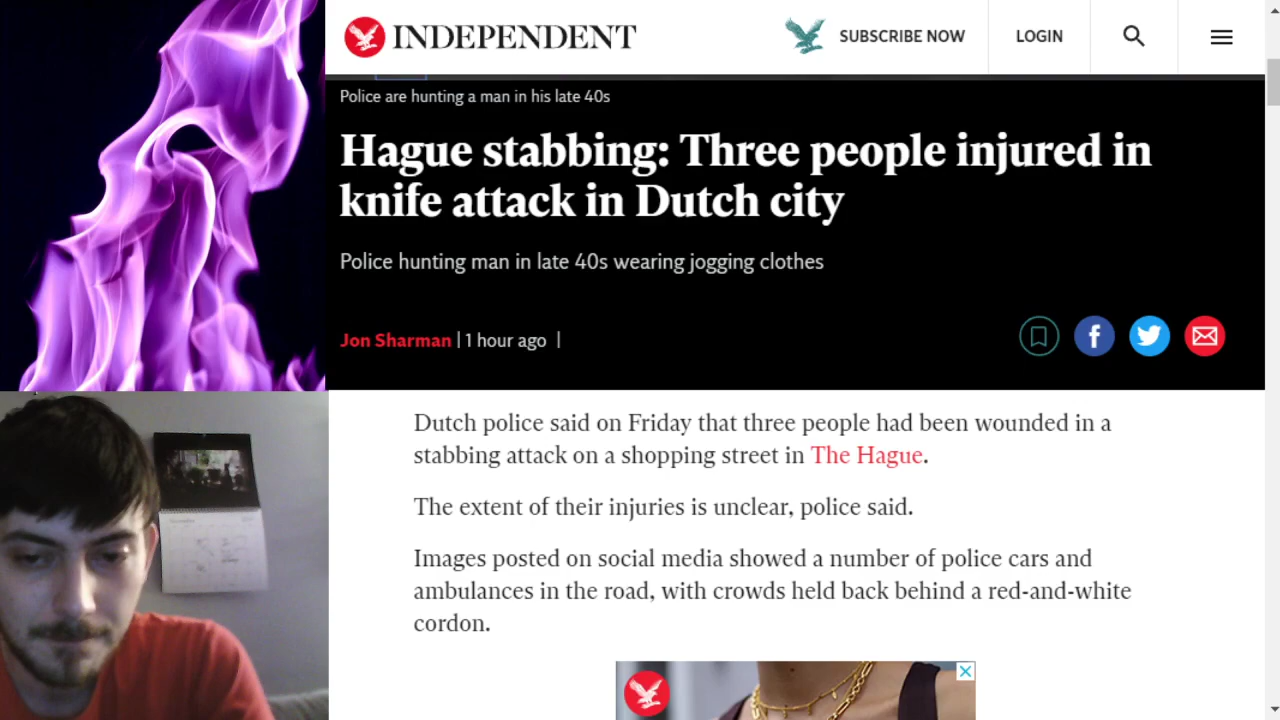 INDEPENDENT
SUBSCRIBE NOW
LOGIN
Police are hunting a man in his late 40s
Hague stabbing: Three people injured in
knife attack in Dutch city
Police hunting man in late 40s wearing jogging clothes
Jon Sharman | 1 hour ago |
Dutch police said on Friday that three people had been wounded in a
stabbing attack on a shopping street in The Hague.
The extent of their injuries is unclear, police said.
Images posted on social media showed a number of police cars and
ambulances in the road, with crowds held back behind a red-and-white
cordon.